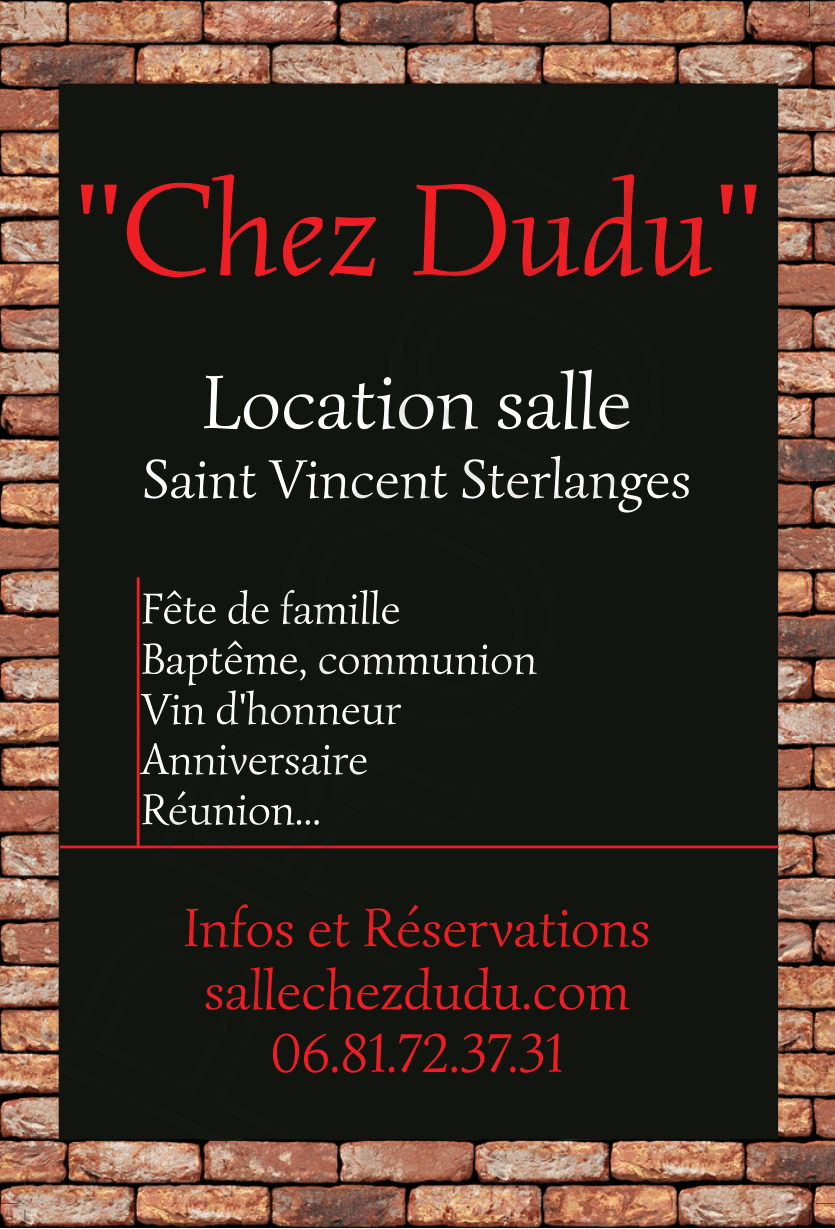 "Chez Dudu"
Location salle
Saint Vincent Sterlanges
Fête de famille
Baptême, communion
Vin d'honneur
Anniversaire
Réunion...
Infos et Réservations
sallechezdudu.com
06.81.72.37.31